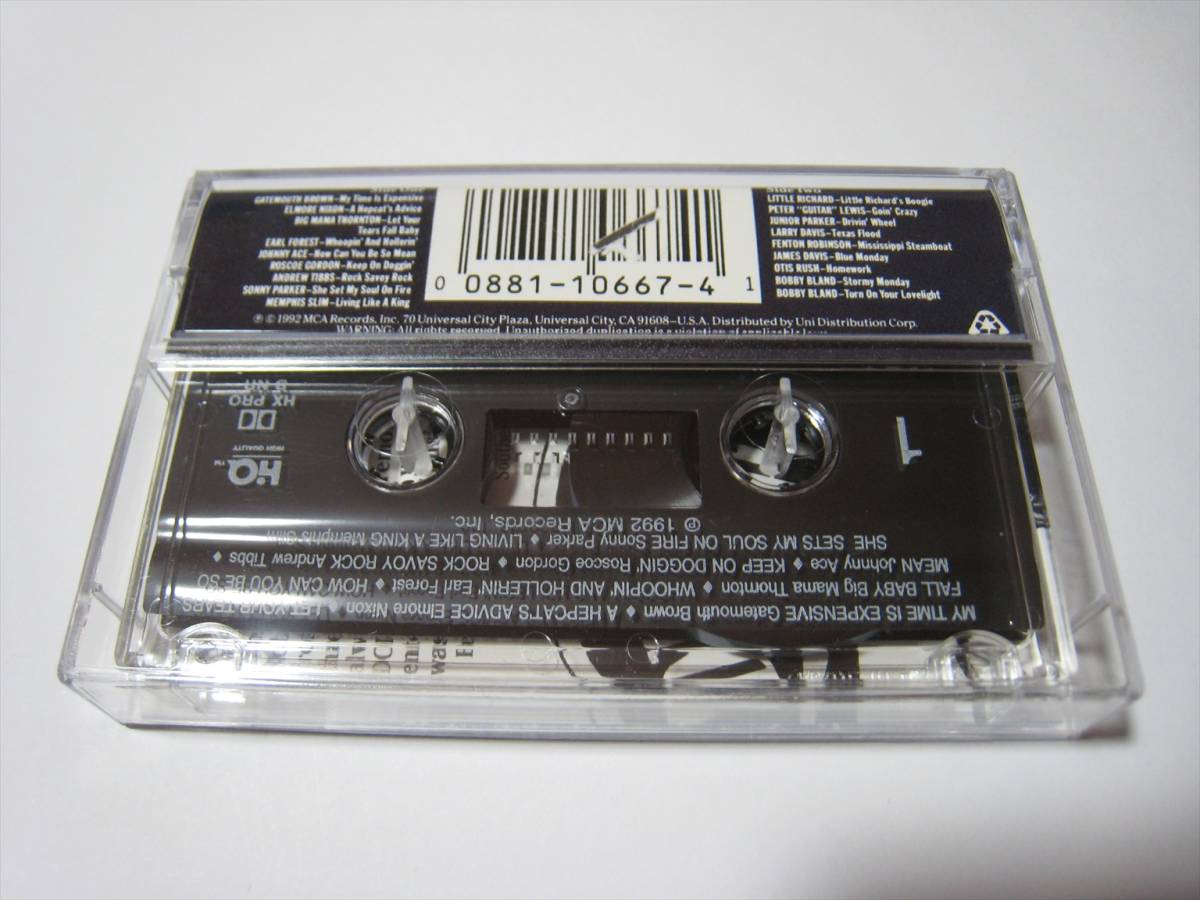 Side One
GATEMOUTH BROWN–My Time Is Expensive
ELMORE NIXON–A Hepcat's Advice
BIG MAMA THORNTON–Let Your
Tears Fall Baby
EARL FOREST–Whoopin' And Hollerin'
JOHNNY ACE–How Can You Be So Mean
ROSCOE GORDON–Keep On Doggin'
ANDREW TIBBS–Rock Savoy Rock
SONNY PARKER–She Set My Soul On Fire
MEMPHIS SLIM–Living Like A King
0 0881-10667-4 1
Side Two
LITTLE RICHARD–Little Richard's Boogie
PETER "GUITAR" LEWIS–Goin' Crazy
JUNIOR PARKER–Drivin' Wheel
LARRY DAVIS–Texas Flood
FENTON ROBINSON–Mississippi Steamboat
JAMES DAVIS–Blue Monday
OTIS RUSH–Homework
BOBBY BLAND–Stormy Monday
BOBBY BLAND–Turn On Your Lovelight
℗ © 1992 MCA Records, Inc. 70 Universal City Plaza, Universal City, CA 91608–U.S.A. Distributed by Uni Distribution Corp.
WARNING: All rights reserved. Unauthorized duplication is a violation of applicable laws.
MY TIME IS EXPENSIVE Gatemouth Brown ♦ A HEPCAT'S ADVICE Elmore Nixon ♦ LET YOUR TEARS
FALL BABY Big Mama Thornton ♦ WHOOPIN' AND HOLLERIN' Earl Forest ♦ HOW CAN YOU BE SO
MEAN Johnny Ace ♦ KEEP ON DOGGIN' Roscoe Gordon ♦ ROCK SAVOY ROCK Andrew Tibbs ♦
SHE SETS MY SOUL ON FIRE Sonny Parker ♦ LIVING LIKE A KING Memphis Slim
℗ 1992 MCA Records, Inc.
1
HiQ™
HIGH QUALITY
HX PRO
B NR